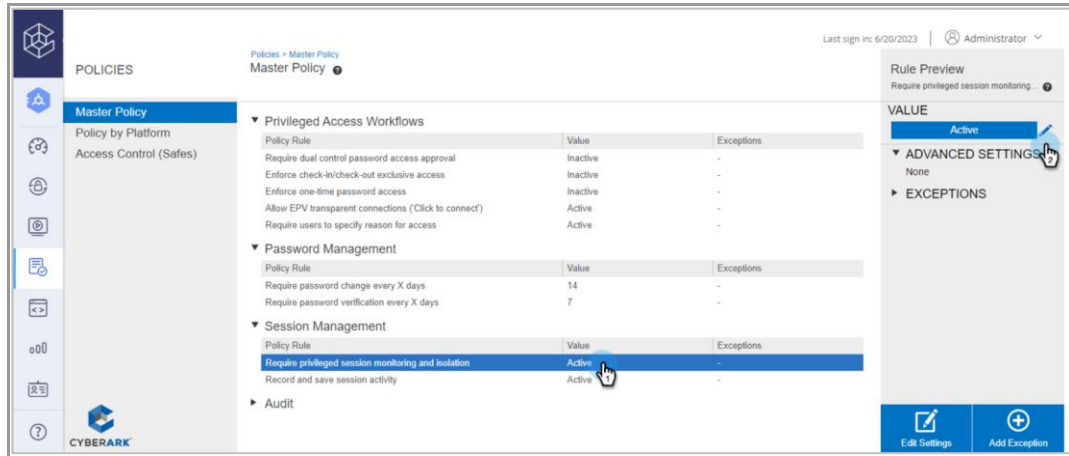 Last sign in: 6/20/2023 | Administrator
POLICIES
Policies > Master Policy
Master Policy
Rule Preview
Require privileged session monitoring...
Master Policy
Policy by Platform
Access Control (Safes)
Privileged Access Workflows
Policy Rule Value Exceptions
Require dual control password access approval Inactive -
Enforce check-in/check-out exclusive access Inactive -
Enforce one-time password access Inactive -
Allow EPV transparent connections ('Click to connect') Active -
Require users to specify reason for access Active -
Password Management
Policy Rule Value Exceptions
Require password change every X days 14 -
Require password verification every X days 7 -
Session Management
Policy Rule Value Exceptions
Require privileged session monitoring and isolation Active -
1
Record and save session activity Active -
Audit
VALUE
Active
ADVANCED SETTINGS
2
None
EXCEPTIONS
CYBERARK
Edit Settings
Add Exception